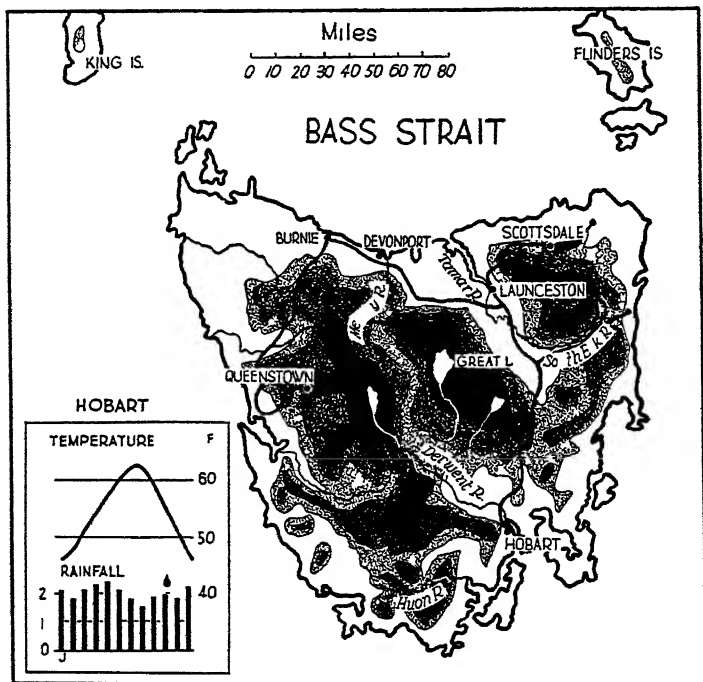 Miles
KING IS.
FLINDERS IS
0 10 20 30 40 50 60 70 80
BASS STRAIT
BURNIE
DEVONPORT
SCOTTSDALE
Tamar R.
LAUNCESTON
GREAT L
QUEENSTOWN
Derwent R.
HOBART
Huon R.
HOBART
TEMPERATURE F
60
50
RAINFALL
40
2
1
0
J